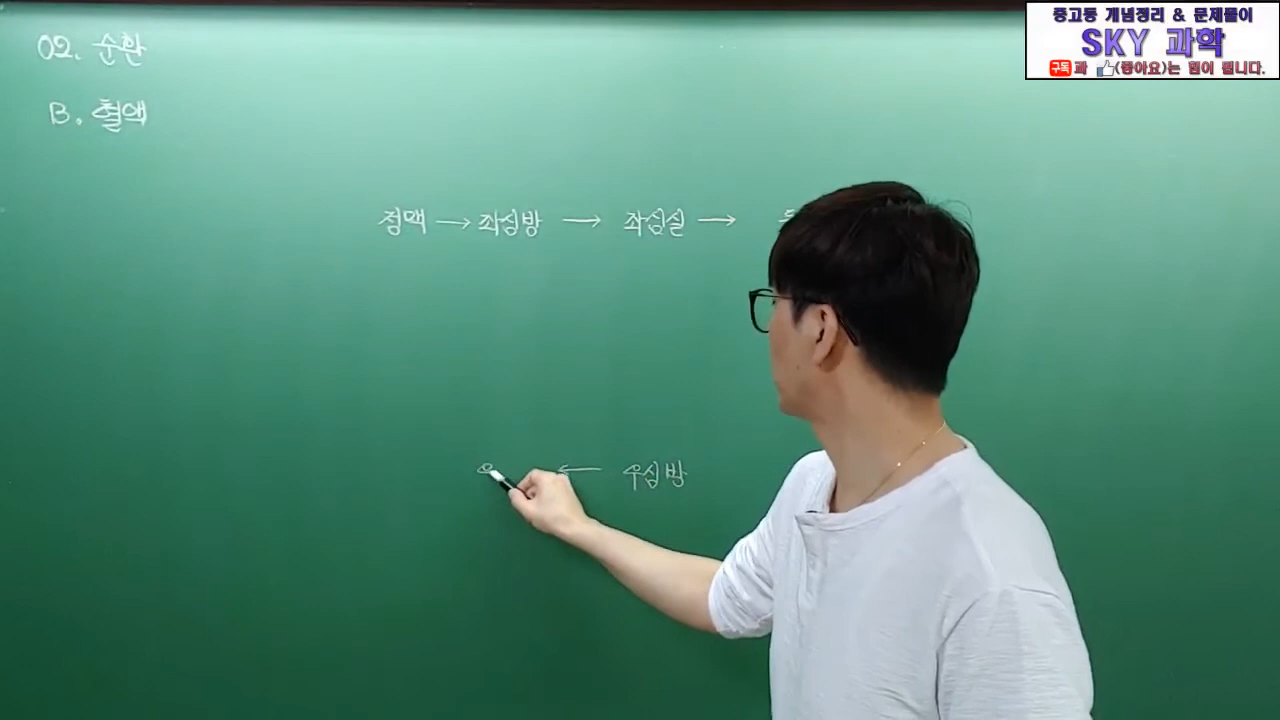 중고등 개념정리 & 문제풀이
SKY 과학
구독과 (좋아요)는 힘이 됩니다.
02. 순환
B. 혈액
정맥 → 좌심방 → 좌심실 →
우 ← 우심방